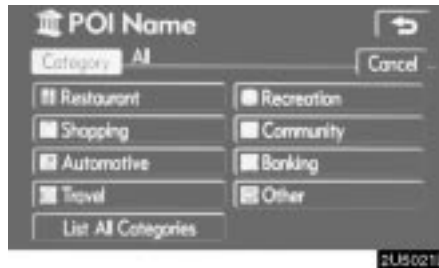 POI Name
Category All
Cancel
Restaurant Recreation
Shopping Community
Automotive Banking
Travel Other
List All Categories
2U5021